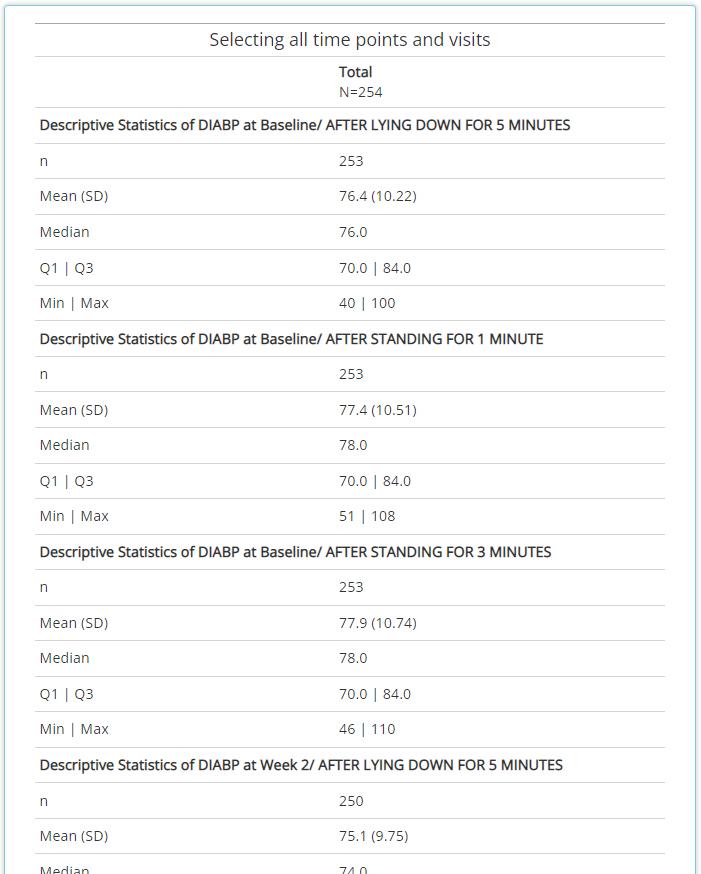 Selecting all time points and visits
Total
N=254
Descriptive Statistics of DIABP at Baseline/ AFTER LYING DOWN FOR 5 MINUTES
n 253
Mean (SD) 76.4 (10.22)
Median 76.0
Q1 | Q3 70.0 | 84.0
Min | Max 40 | 100
Descriptive Statistics of DIABP at Baseline/ AFTER STANDING FOR 1 MINUTE
n 253
Mean (SD) 77.4 (10.51)
Median 78.0
Q1 | Q3 70.0 | 84.0
Min | Max 51 | 108
Descriptive Statistics of DIABP at Baseline/ AFTER STANDING FOR 3 MINUTES
n 253
Mean (SD) 77.9 (10.74)
Median 78.0
Q1 | Q3 70.0 | 84.0
Min | Max 46 | 110
Descriptive Statistics of DIABP at Week 2/ AFTER LYING DOWN FOR 5 MINUTES
n 250
Mean (SD) 75.1 (9.75)
Median 74.0